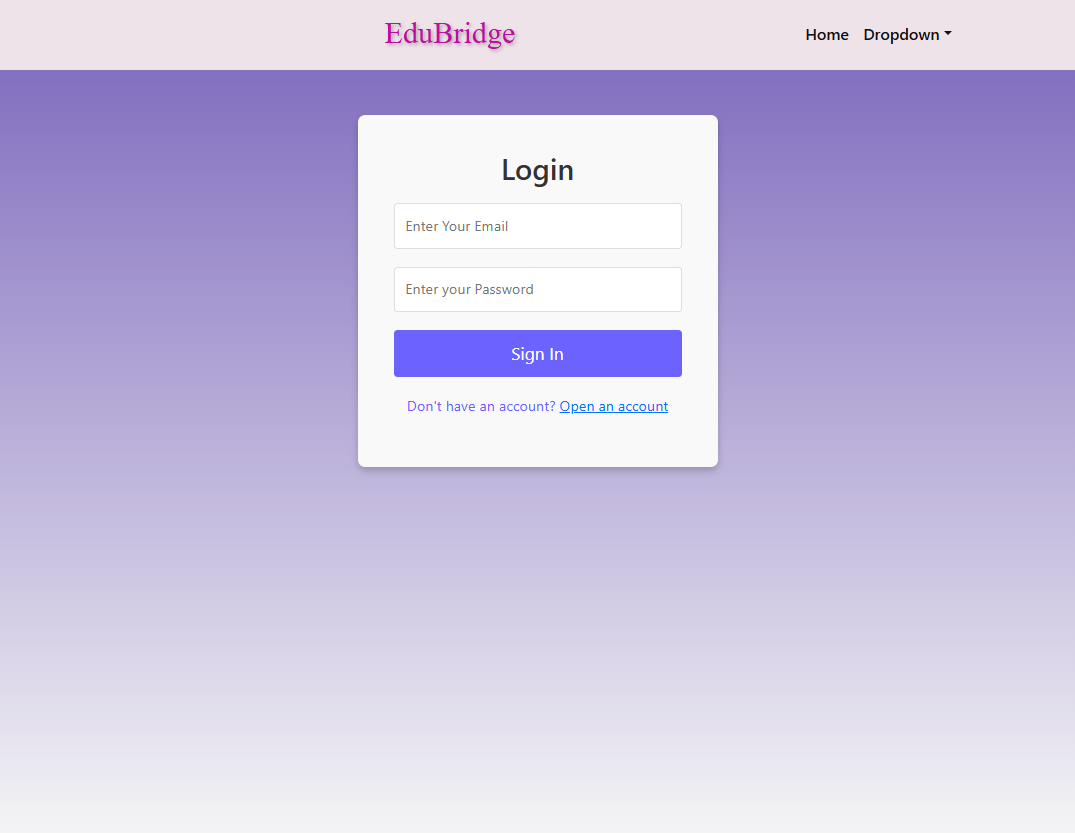 EduBridge
Home Dropdown
Login
Enter Your Email
Enter your Password
Sign In
Don't have an account? Open an account